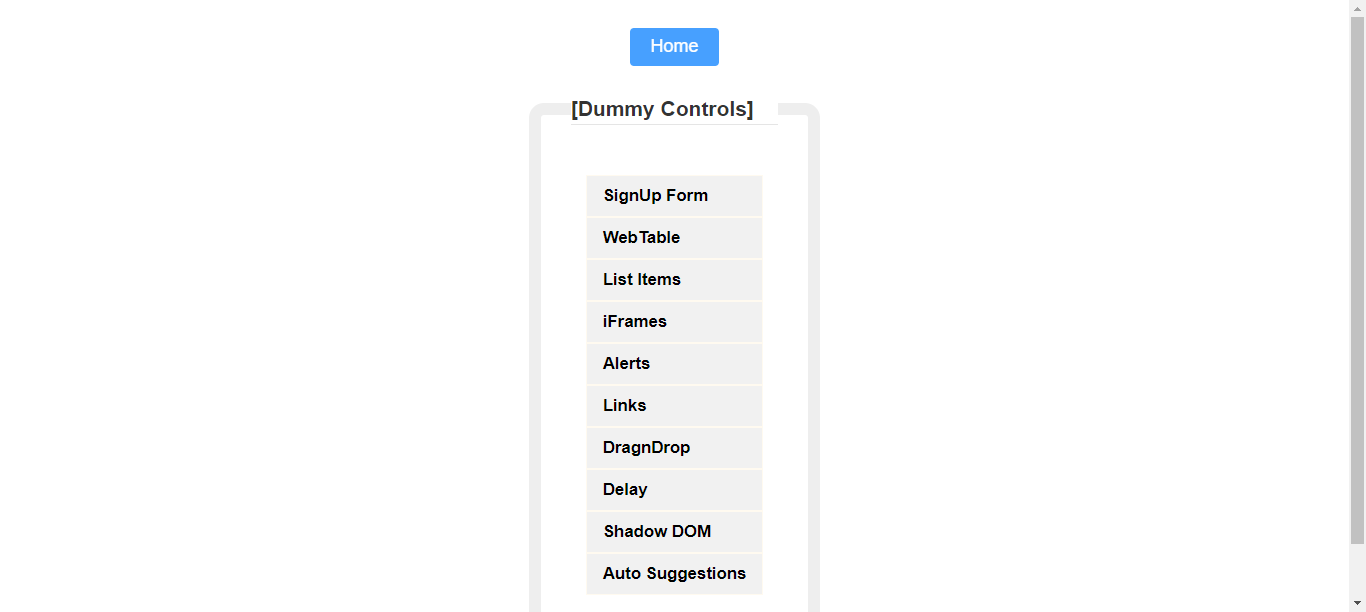 Home
[Dummy Controls]
SignUp Form
WebTable
List Items
iFrames
Alerts
Links
DragnDrop
Delay
Shadow DOM
Auto Suggestions